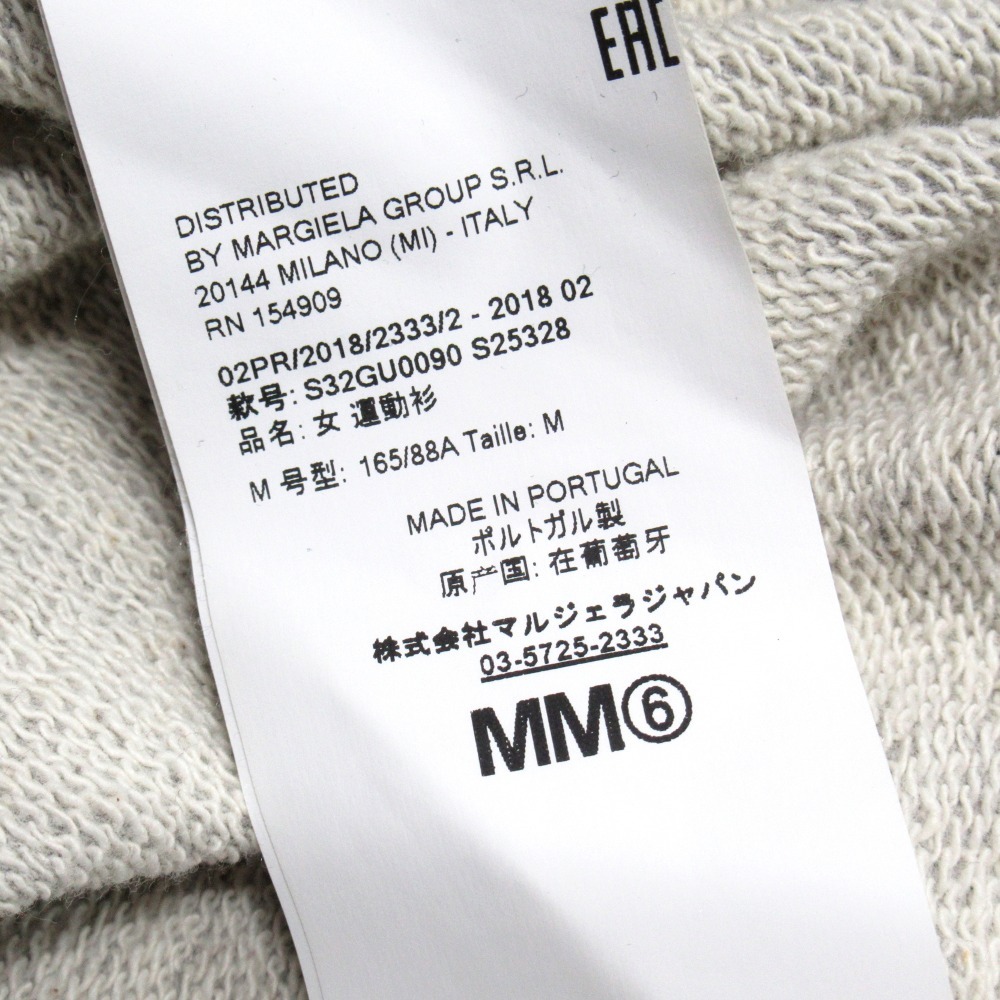 EAC
DISTRIBUTED
BY MARGIELA GROUP S.R.L.
20144 MILANO (MI) - ITALY
RN 154909
02PR/2018/2333/2 - 2018 02
款号: S32GU0090 S25328
品名: 女 運動衫
M 号型: 165/88A Taille: M
MADE IN PORTUGAL
ポルトガル製
原产国: 在葡萄牙
株式会社マルジェラジャパン
03-5725-2333
MM⑥